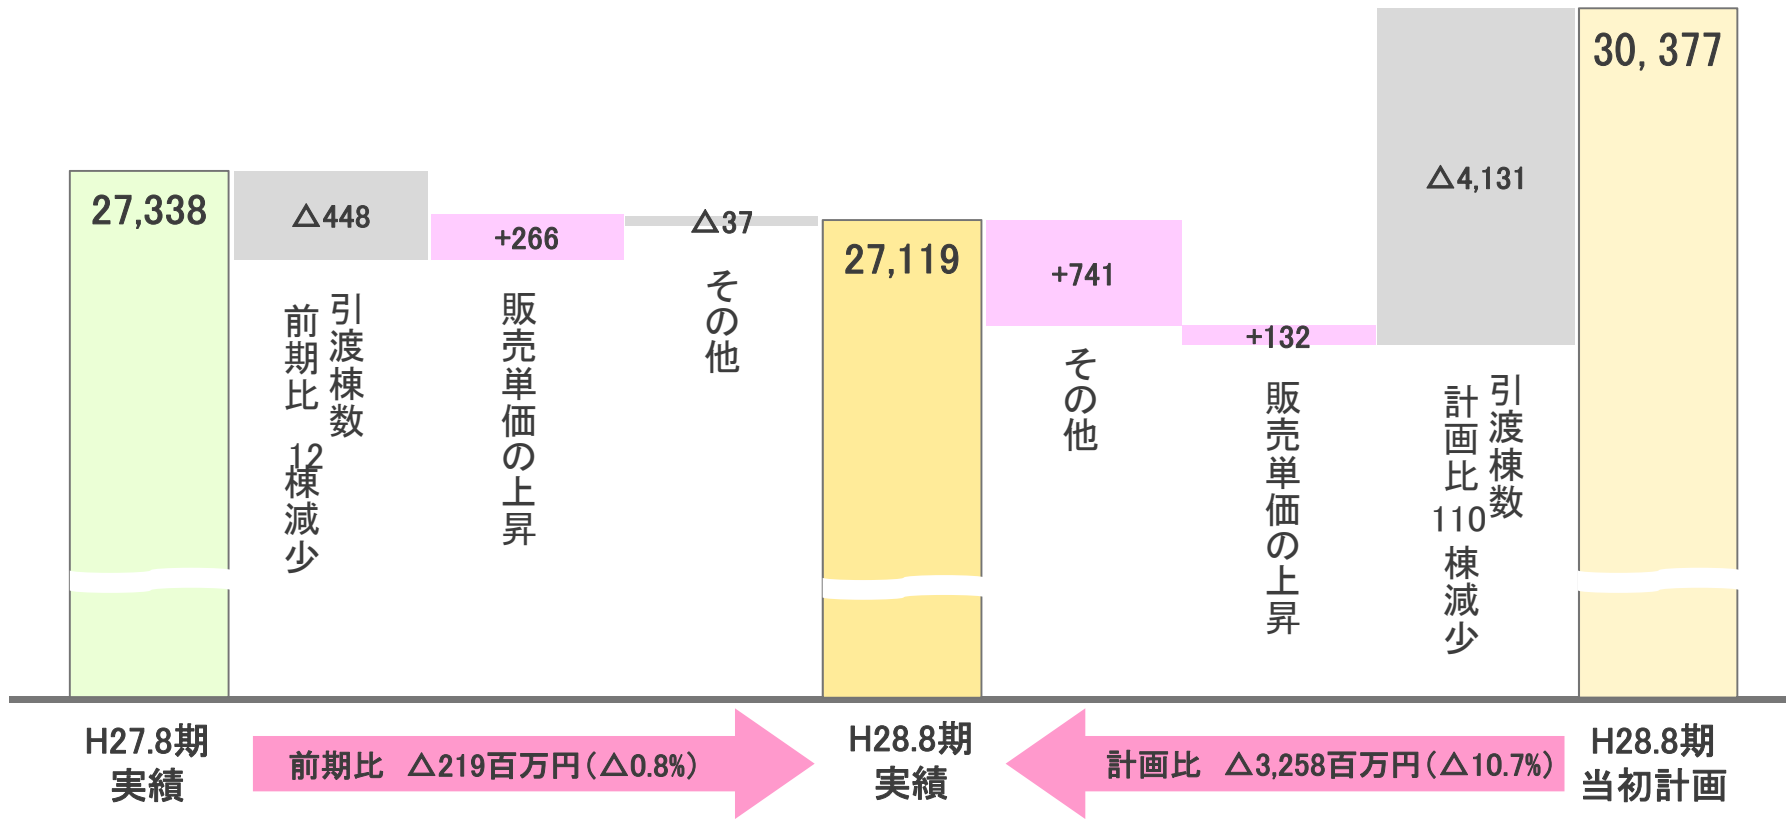 27,338
△448
引渡棟数
前期比 12棟減少
+266
販売単価の上昇
△37
その他
27,119
+741
その他
+132
販売単価の上昇
△4,131
引渡棟数
計画比 110棟減少
30,377
H27.8期
実績
前期比 △219百万円(△0.8%)
H28.8期
実績
計画比 △3,258百万円(△10.7%)
H28.8期
当初計画